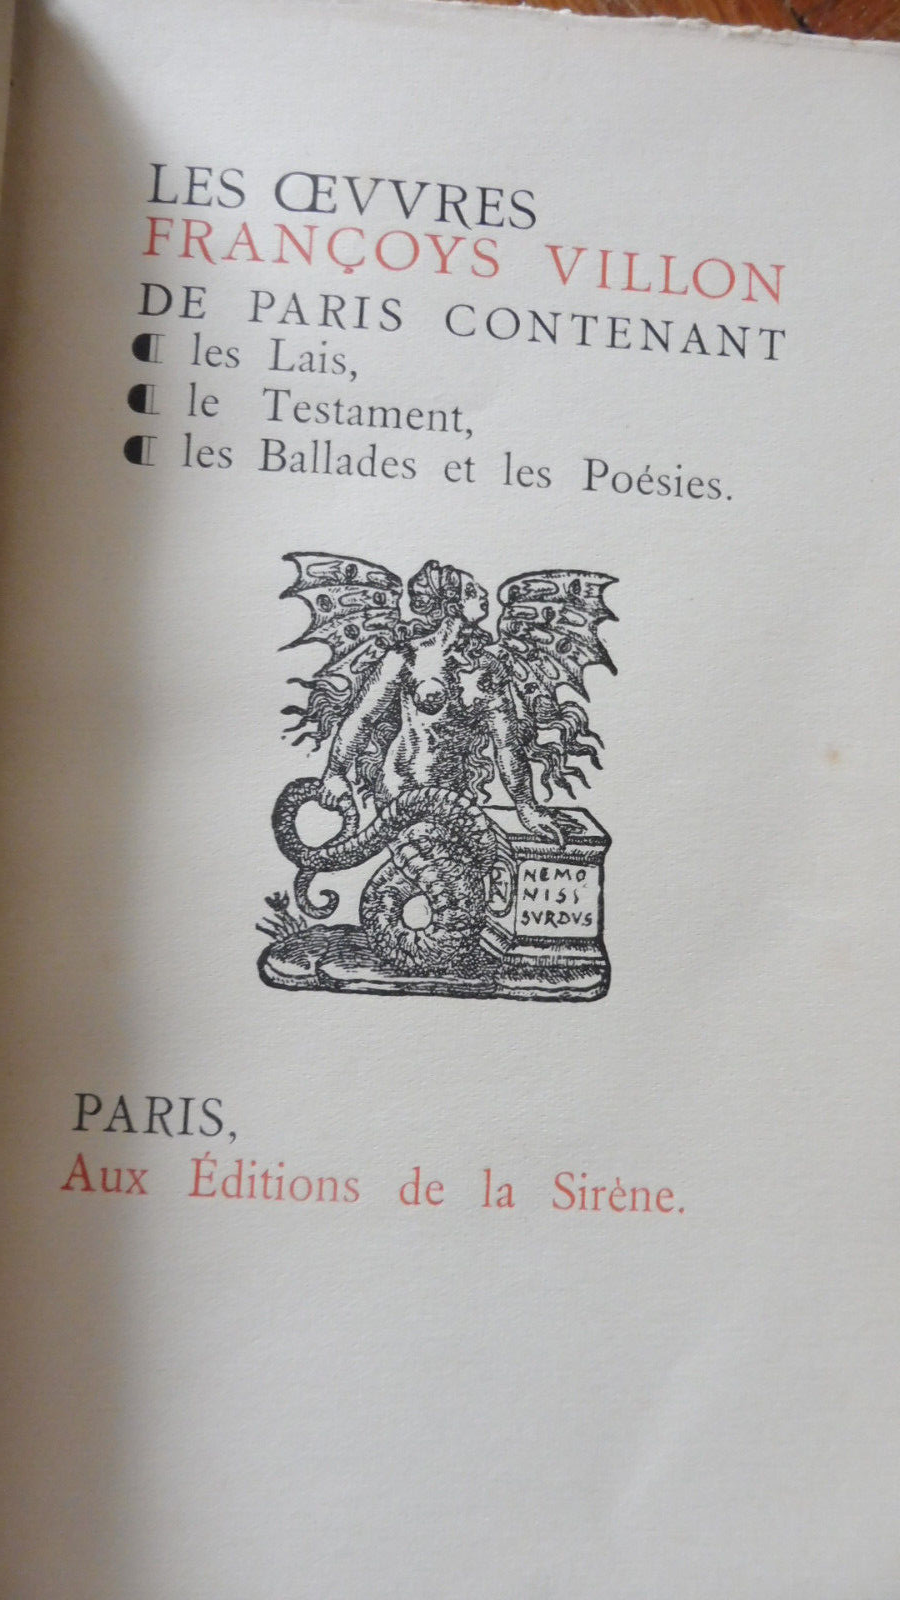 LES ŒVVRES
FRANÇOYS VILLON
DE PARIS CONTENANT
¶ les Lais,
¶ le Testament,
¶ les Ballades et les Poésies.
NEMO
NISI
SVRDVS
PARIS,
Aux Éditions de la Sirène.